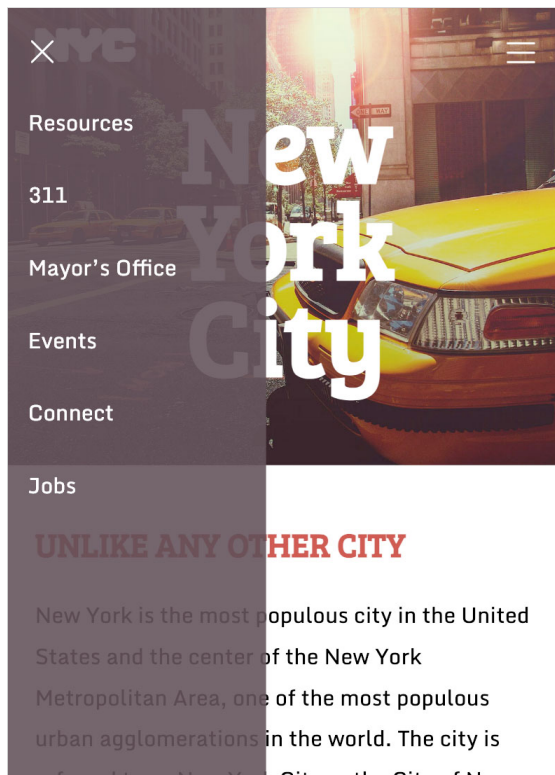 NYC
Resources
311
Mayor's Office
Events
Connect
Jobs
New
York
City
UNLIKE ANY OTHER CITY
New York is the most populous city in the United
States and the center of the New York
Metropolitan Area, one of the most populous
urban agglomerations in the world. The city is